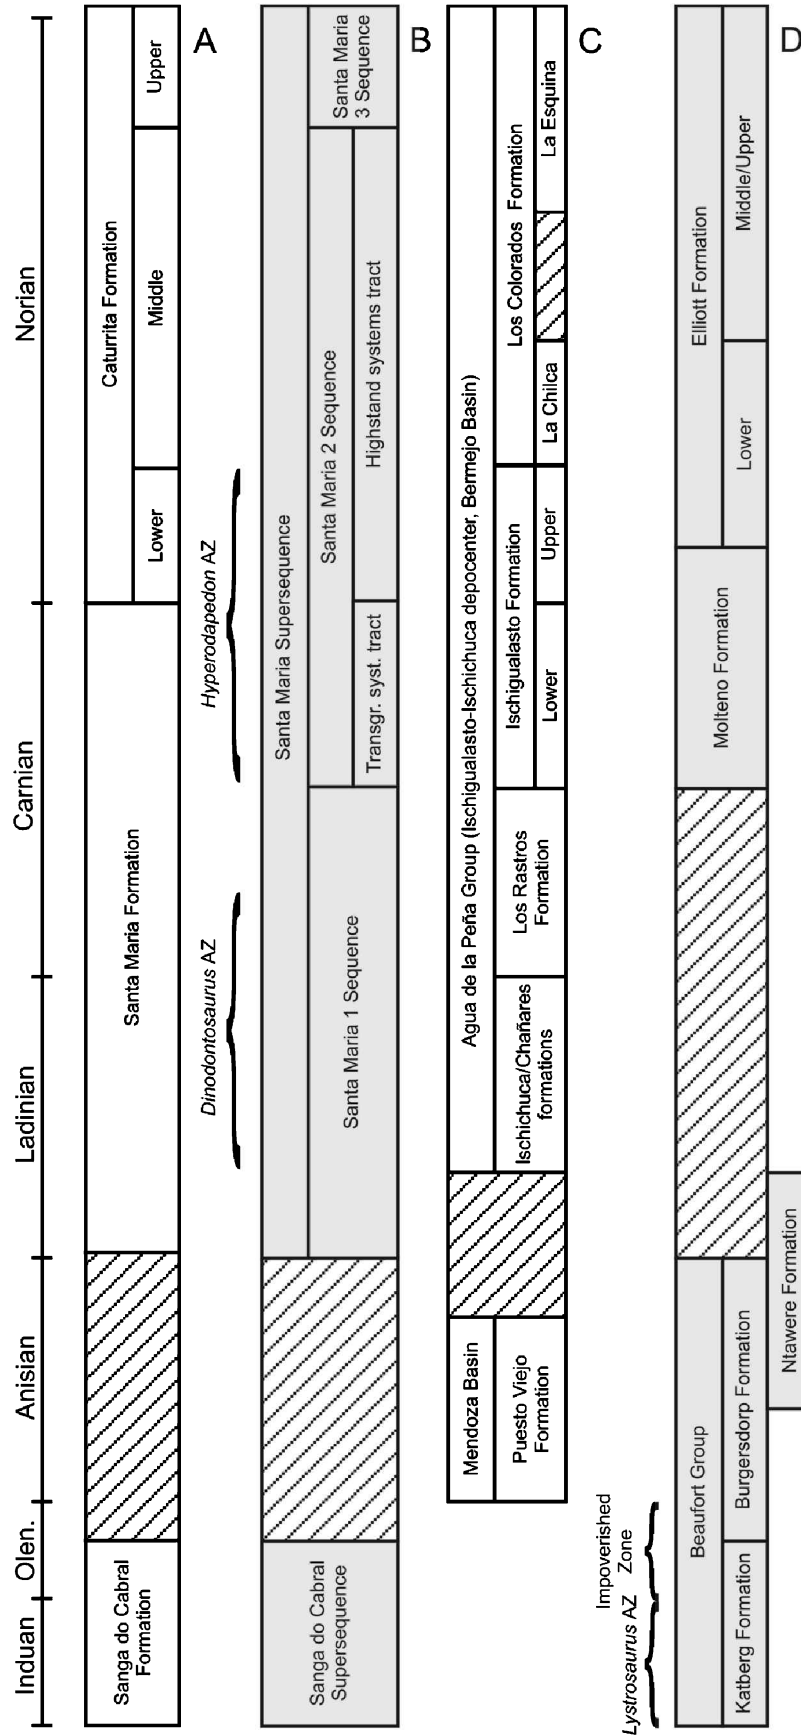 Norian
Carnian
Ladinian
Anisian
Olen.
Induan
A
Caturrita Formation
Upper
Middle
Lower
Santa Maria Formation
Sanga do Cabral
Formation
Hyperodapedon AZ
Dinodontosaurus AZ
B
Santa Maria Supersequence
Santa Maria
3 Sequence
Santa Maria 2 Sequence
Highstand systems tract
Transgr. syst. tract
Santa Maria 1 Sequence
Sanga do Cabral
Supersequence
C
Agua de la Peña Group (Ischigualasto-Ischichuca depocenter, Bermejo Basin)
Los Colorados Formation
La Esquina
La Chilca
Ischigualasto Formation
Upper
Lower
Los Rastros
Formation
Ischichuca/Chañares
formations
Mendoza Basin
Puesto Viejo
Formation
Impoverished
Zone
Lystrosaurus AZ
D
Elliott Formation
Middle/Upper
Lower
Molteno Formation
Beaufort Group
Burgersdorp Formation
Katberg Formation
Ntawere Formation